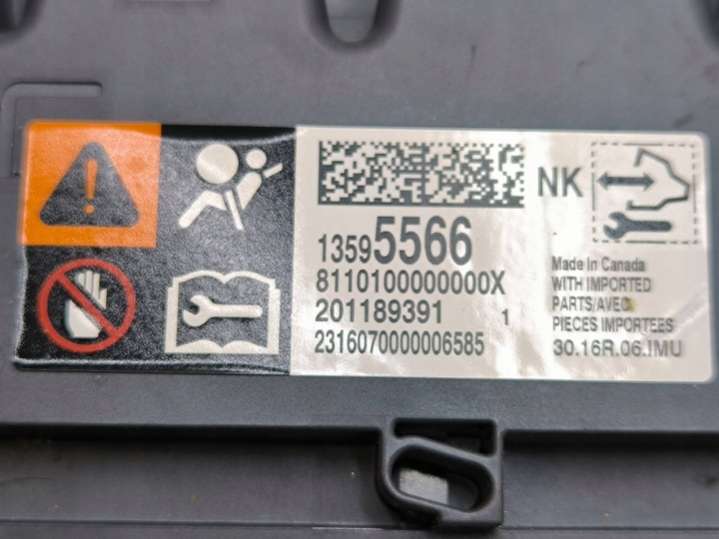 NK
13595566
8110100000000X
201189391 1
2316070000006585
Made In Canada
WITH IMPORTED
PARTS/AVEC
PIECES IMPORTEES
30.16R.06.IMU